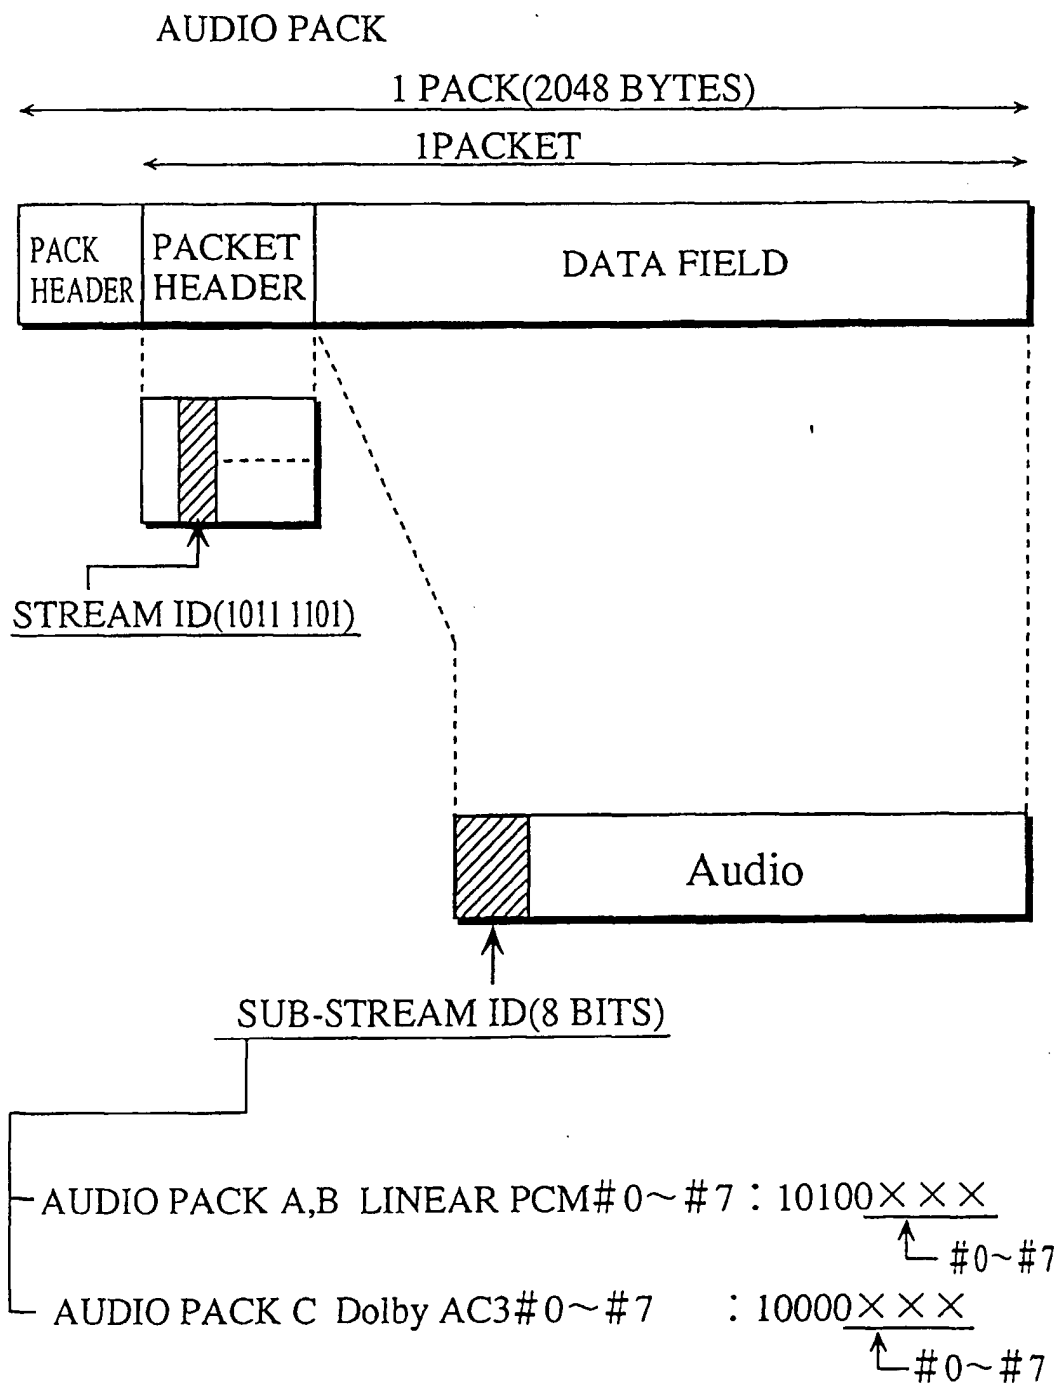 AUDIO PACK
1 PACK(2048 BYTES)
1PACKET
PACK
HEADER
PACKET
HEADER
DATA FIELD
STREAM ID(1011 1101)
Audio
SUB-STREAM ID(8 BITS)
AUDIO PACK A,B LINEAR PCM#0~#7 : 10100×××
#0~#7
AUDIO PACK C Dolby AC3#0~#7 : 10000×××
#0~#7